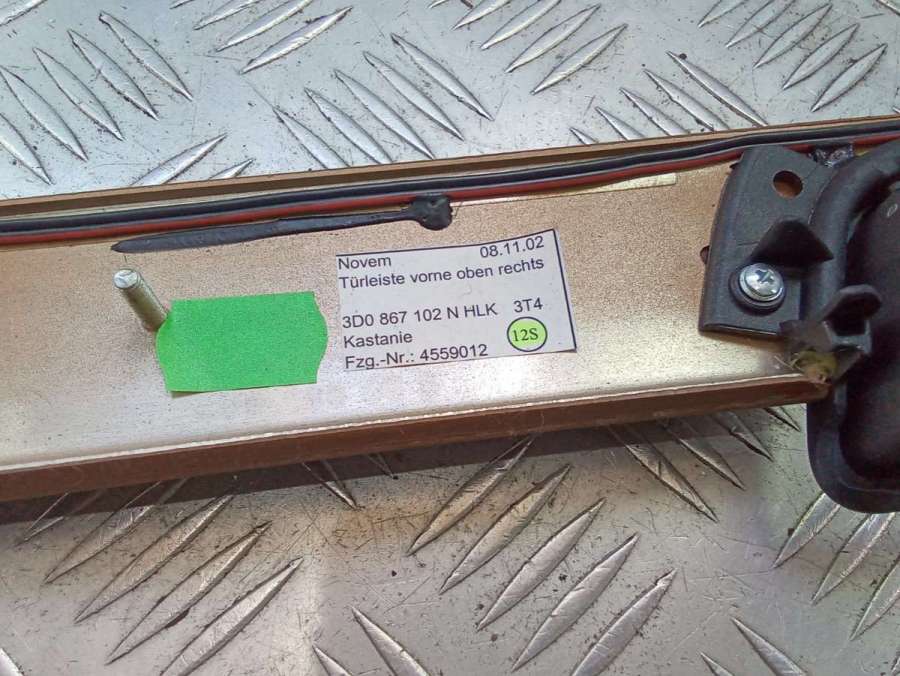 Novem 08.11.02
Türleiste vorne oben rechts
3D0 867 102 N HLK 3T4
Kastanie 12S
Fzg.-Nr.: 4559012